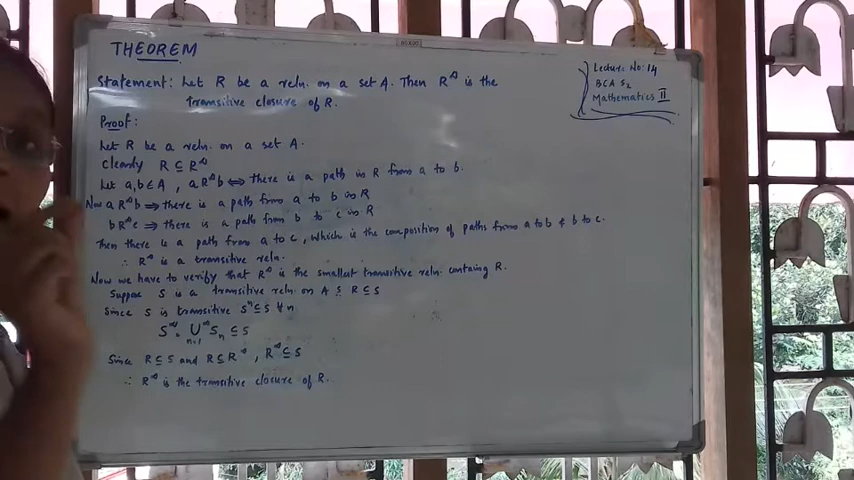 THEOREM
Statement: Let R be a reln. on a set A. Then R^∞ is the
transitive closure of R.
Lecture No: 14
BCA S2
Mathematics II
Proof:
Let R be a reln. on a set A.
Clearly R ⊆ R^∞
Let a,b ∈ A, a R^∞ b ⟺ there is a path in R from a to b.
Now a R^∞ b ⟹ there is a path from a to b in R
b R^∞ c ⟹ there is a path from b to c in R
Then there is a path from a to c, which is the composition of paths from a to b & b to c.
∴ R^∞ is a transitive reln.
Now we have to verify that R^∞ is the smallest transitive reln. containg R.
Suppose S is a transitive reln. on A s R ⊆ S
Since S is transitive S^n ⊆ S ∀ n
S^∞ = ∪_{n=1}^∞ S_n ⊆ S
Since R ⊆ S and R ⊆ R^∞, R^∞ ⊆ S
∴ R^∞ is the transitive closure of R.